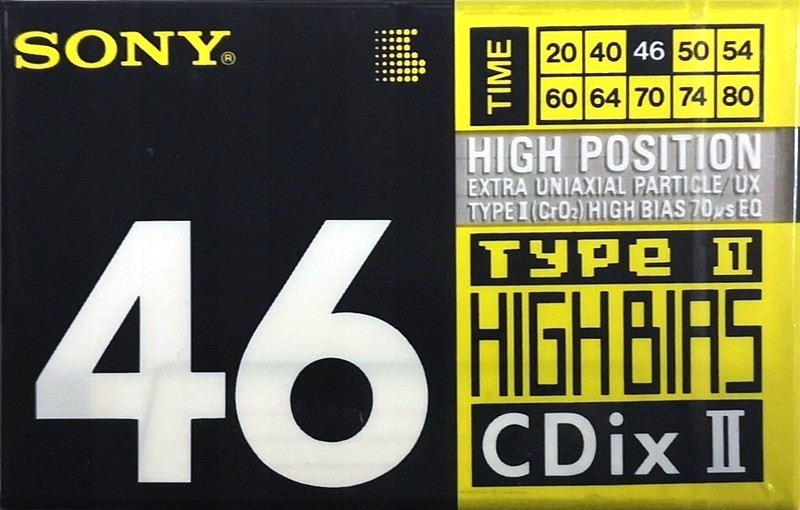 SONY®
46
TIME
20 40 46 50 54
60 64 70 74 80
HIGH POSITION
EXTRA UNIAXIAL PARTICLE/UX
TYPE II (CrO₂) HIGH BIAS 70µs EQ
TYPE II
HIGH BIAS
CDix II